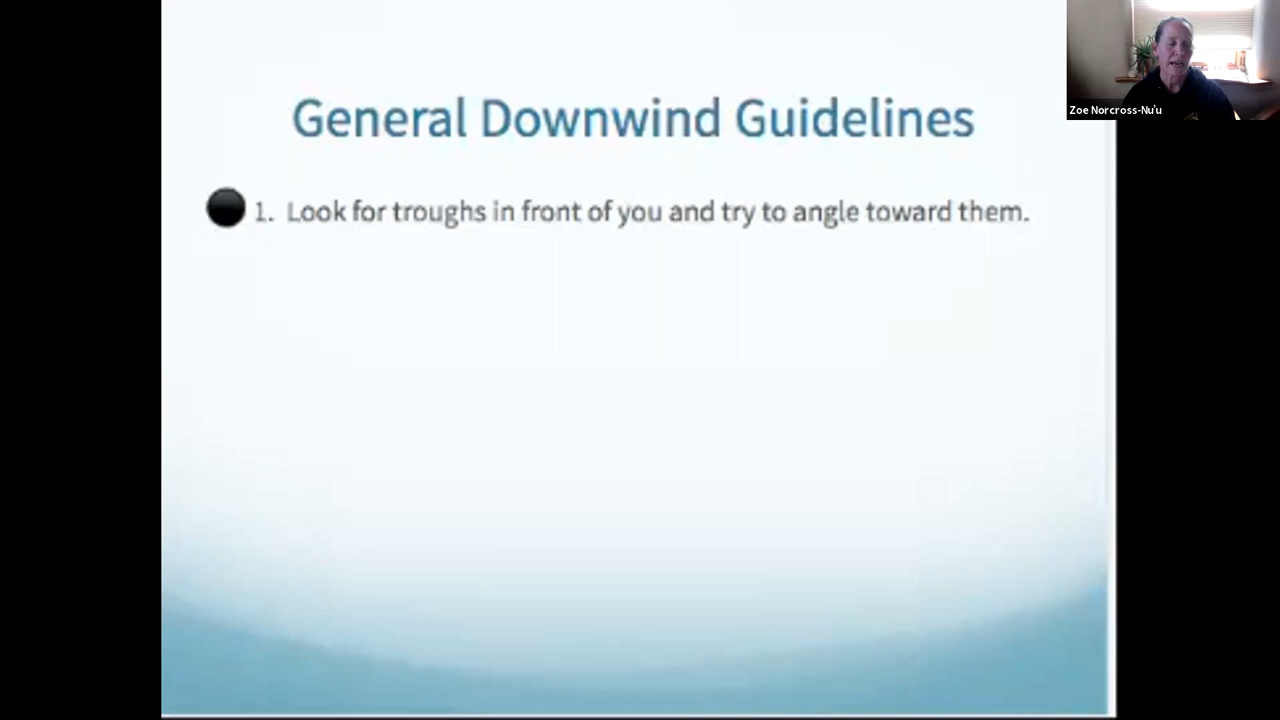 General Downwind Guidelines
1. Look for troughs in front of you and try to angle toward them.
Zoe Norcross-Nu'u